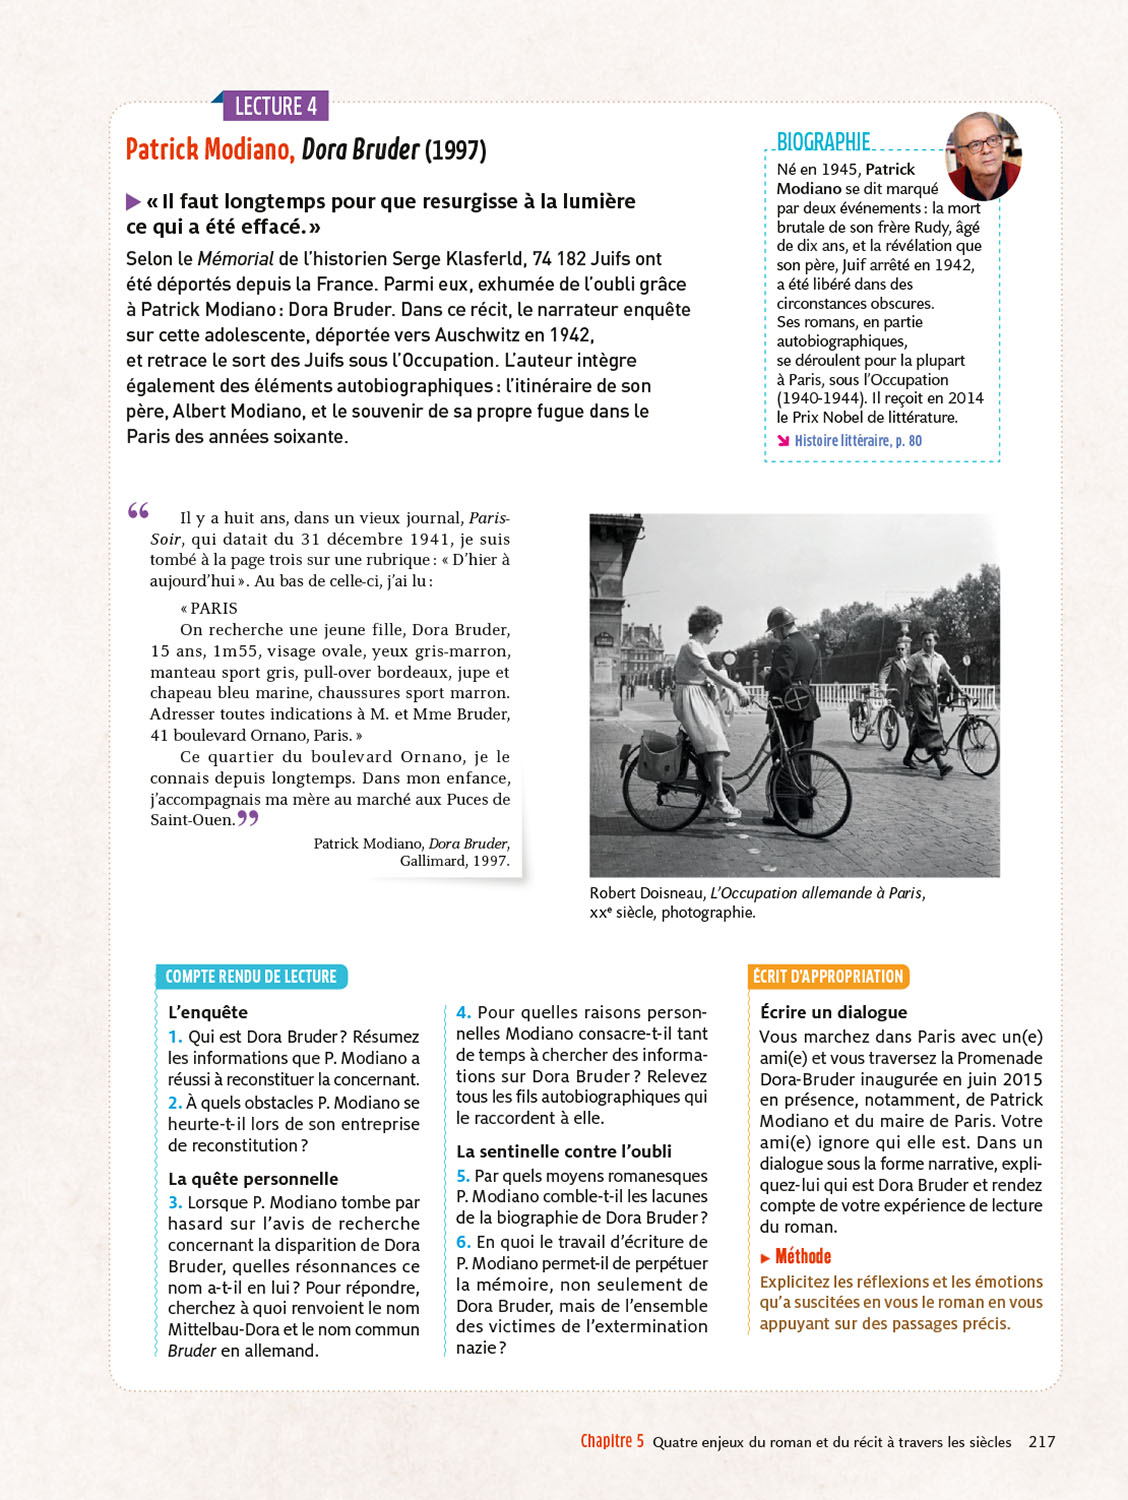 LECTURE 4
Patrick Modiano, Dora Bruder (1997)
« Il faut longtemps pour que resurgisse à la lumière
ce qui a été effacé. »
Selon le Mémorial de l'historien Serge Klasferld, 74 182 Juifs ont
été déportés depuis la France. Parmi eux, exhumée de l'oubli grâce
à Patrick Modiano : Dora Bruder. Dans ce récit, le narrateur enquête
sur cette adolescente, déportée vers Auschwitz en 1942,
et retrace le sort des Juifs sous l'Occupation. L'auteur intègre
également des éléments autobiographiques : l'itinéraire de son
père, Albert Modiano, et le souvenir de sa propre fugue dans le
Paris des années soixante.
BIOGRAPHIE
Né en 1945, Patrick
Modiano se dit marqué
par deux événements : la mort
brutale de son frère Rudy, âgé
de dix ans, et la révélation que
son père, Juif arrêté en 1942,
a été libéré dans des
circonstances obscures.
Ses romans, en partie
autobiographiques,
se déroulent pour la plupart
à Paris, sous l'Occupation
(1940-1944). Il reçoit en 2014
le Prix Nobel de littérature.
Histoire littéraire, p. 80
“ Il y a huit ans, dans un vieux journal, Paris-
Soir, qui datait du 31 décembre 1941, je suis
tombé à la page trois sur une rubrique : « D'hier à
aujourd'hui ». Au bas de celle-ci, j'ai lu :
« PARIS
On recherche une jeune fille, Dora Bruder,
15 ans, 1m55, visage ovale, yeux gris-marron,
manteau sport gris, pull-over bordeaux, jupe et
chapeau bleu marine, chaussures sport marron.
Adresser toutes indications à M. et Mme Bruder,
41 boulevard Ornano, Paris. »
Ce quartier du boulevard Ornano, je le
connais depuis longtemps. Dans mon enfance,
j'accompagnais ma mère au marché aux Puces de
Saint-Ouen. ”
Patrick Modiano, Dora Bruder,
Gallimard, 1997.
Robert Doisneau, L'Occupation allemande à Paris,
XXe siècle, photographie.
COMPTE RENDU DE LECTURE
L'enquête
1. Qui est Dora Bruder ? Résumez
les informations que P. Modiano a
réussi à reconstituer la concernant.
2. À quels obstacles P. Modiano se
heurte-t-il lors de son entreprise
de reconstitution ?
La quête personnelle
3. Lorsque P. Modiano tombe par
hasard sur l'avis de recherche
concernant la disparition de Dora
Bruder, quelles résonnances ce
nom a-t-il en lui ? Pour répondre,
cherchez à quoi renvoient le nom
Mittelbau-Dora et le nom commun
Bruder en allemand.
4. Pour quelles raisons person-
nelles Modiano consacre-t-il tant
de temps à chercher des informa-
tions sur Dora Bruder ? Relevez
tous les fils autobiographiques qui
le raccordent à elle.
La sentinelle contre l'oubli
5. Par quels moyens romanesques
P. Modiano comble-t-il les lacunes
de la biographie de Dora Bruder ?
6. En quoi le travail d'écriture de
P. Modiano permet-il de perpétuer
la mémoire, non seulement de
Dora Bruder, mais de l'ensemble
des victimes de l'extermination
nazie ?
ÉCRIT D'APPROPRIATION
Écrire un dialogue
Vous marchez dans Paris avec un(e)
ami(e) et vous traversez la Promenade
Dora-Bruder inaugurée en juin 2015
en présence, notamment, de Patrick
Modiano et du maire de Paris. Votre
ami(e) ignore qui elle est. Dans un
dialogue sous la forme narrative, expli-
quez-lui qui est Dora Bruder et rendez
compte de votre expérience de lecture
du roman.
Méthode
Explicitez les réflexions et les émotions
qu'a suscitées en vous le roman en vous
appuyant sur des passages précis.
Chapitre 5 Quatre enjeux du roman et du récit à travers les siècles 217